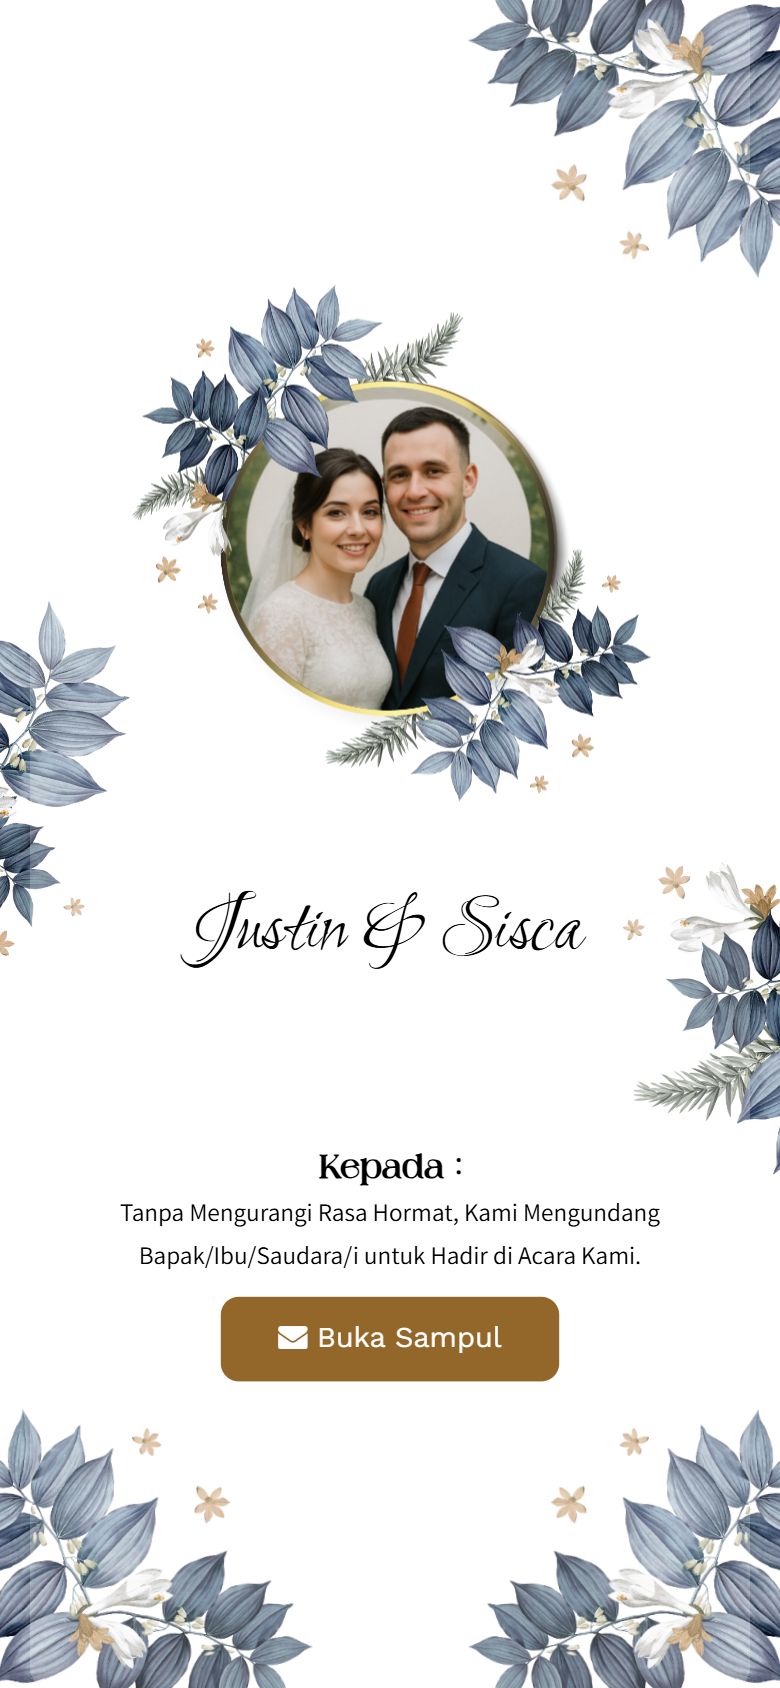 Justin & Sisca
Kepada :
Tanpa Mengurangi Rasa Hormat, Kami Mengundang
Bapak/Ibu/Saudara/i untuk Hadir di Acara Kami.
Buka Sampul